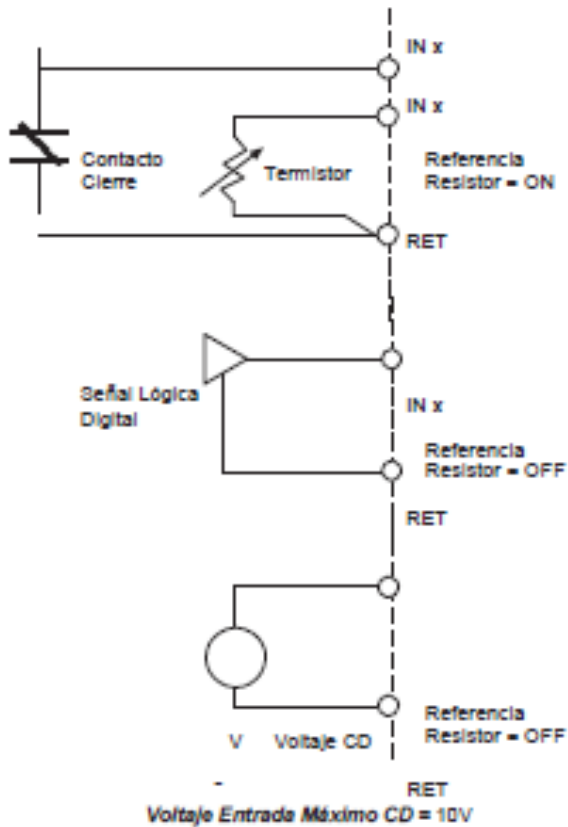 IN x
IN x
Contacto
Cierre
Termistor
Referencia
Resistor = ON
RET
Señal Lógica
Digital
IN x
Referencia
Resistor = OFF
RET
Referencia
Resistor = OFF
V Voltaje CD
-
RET
Voltaje Entrada Máximo CD = 10V